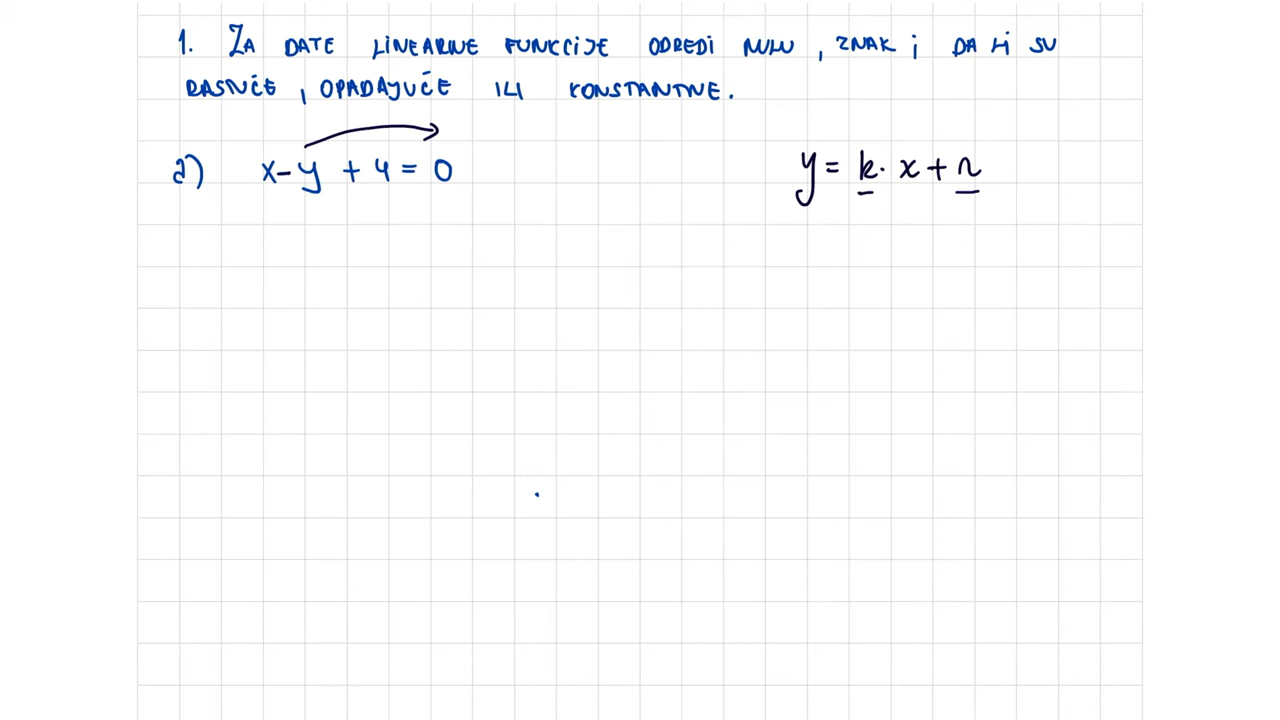 1. ZA DATE LINEARNE FUNKCIJE ODREDI NULU, ZNAK I DA LI SU
RASTUĆE, OPADAJUĆE ILI KONSTANTNE.
a) x-y+4=0
y=k·x+n